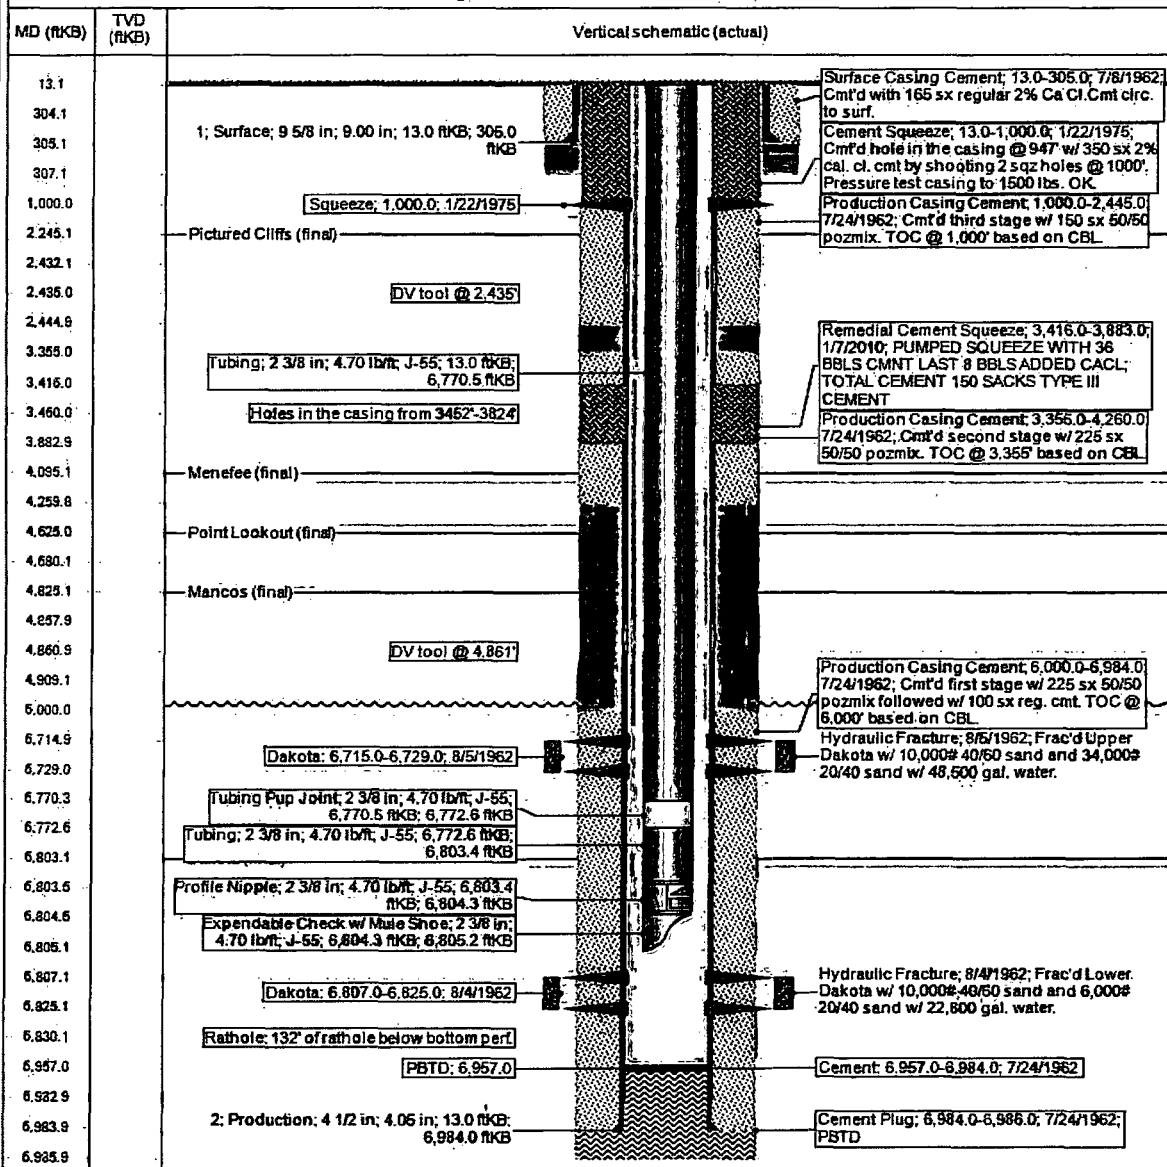 MD (ftKB)
TVD
(ftKB)
Vertical schematic (actual)
13.1
304.1
305.1
307.1
1,000.0
2,245.1
2,432.1
2,435.0
2,444.9
3,355.0
3,416.0
3,460.0
3,882.9
4,095.1
4,259.8
4,625.0
4,680.1
4,825.1
4,857.9
4,860.9
4,909.1
6,000.0
6,714.9
6,729.0
6,770.3
6,772.6
6,803.1
6,803.5
6,804.5
6,805.1
6,807.1
6,825.1
6,830.1
6,957.0
6,982.9
6,983.9
6,985.9
1; Surface; 9 5/8 in; 9.00 in; 13.0 ftKB; 305.0
ftKB
Squeeze; 1,000.0; 1/22/1975
Pictured Cliffs (final)
DV tool @ 2,435'
Tubing; 2 3/8 in; 4.70 lb/ft; J-55; 13.0 ftKB;
6,770.5 ftKB
Holes in the casing from 3452'-3824'
Menefee (final)
Point Lookout (final)
Mancos (final)
DV tool @ 4,861'
Dakota; 6,715.0-6,729.0; 8/5/1962
Tubing Pup Joint; 2 3/8 in; 4.70 lb/ft; J-55;
6,770.5 ftKB; 6,772.6 ftKB
Tubing; 2 3/8 in; 4.70 lb/ft; J-55; 6,772.6 ftKB;
6,803.4 ftKB
Profile Nipple; 2 3/8 in; 4.70 lb/ft; J-55; 6,803.4
ftKB; 6,804.3 ftKB
Expendable Check w/ Mule Shoe; 2 3/8 in;
4.70 lb/ft; J-55; 6,804.3 ftKB; 6,805.2 ftKB
Dakota; 6,807.0-6,825.0; 8/4/1962
Rathole; 132' of rathole below bottom perf.
PBTD; 6,957.0
2; Production; 4 1/2 in; 4.05 in; 13.0 ftKB;
6,984.0 ftKB
Surface Casing Cement; 13.0-305.0; 7/8/1962;
Cmt'd with 165 sx regular 2% Ca Cl.Cmt circ.
to surf.
Cement Squeeze; 13.0-1,000.0; 1/22/1975;
Cmt'd hole in the casing @ 947' w/ 350 sx 2%
cal. cl. cmt by shooting 2 sqz holes @ 1000'.
Pressure test casing to 1500 lbs. OK.
Production Casing Cement; 1,000.0-2,445.0;
7/24/1962; Cmt'd third stage w/ 150 sx 50/50
pozmix. TOC @ 1,000' based on CBL.
Remedial Cement Squeeze; 3,416.0-3,883.0;
1/7/2010; PUMPED SQUEEZE WITH 36
BBLS CMNT LAST 8 BBLS ADDED CACL;
TOTAL CEMENT 150 SACKS TYPE III
CEMENT
Production Casing Cement; 3,355.0-4,260.0;
7/24/1962; Cmt'd second stage w/ 225 sx
50/50 pozmix. TOC @ 3,355' based on CBL.
Production Casing Cement; 6,000.0-6,984.0;
7/24/1962; Cmt'd first stage w/ 225 sx 50/50
pozmix followed w/ 100 sx reg. cmt. TOC @
6,000' based on CBL.
Hydraulic Fracture; 8/5/1962; Frac'd Upper
Dakota w/ 10,000# 40/60 sand and 34,000#
20/40 sand w/ 48,500 gal. water.
Hydraulic Fracture; 8/4/1962; Frac'd Lower
Dakota w/ 10,000# 40/60 sand and 6,000#
20/40 sand w/ 22,600 gal. water.
Cement; 6,957.0-6,984.0; 7/24/1962
Cement Plug; 6,984.0-6,986.0; 7/24/1962;
PBTD